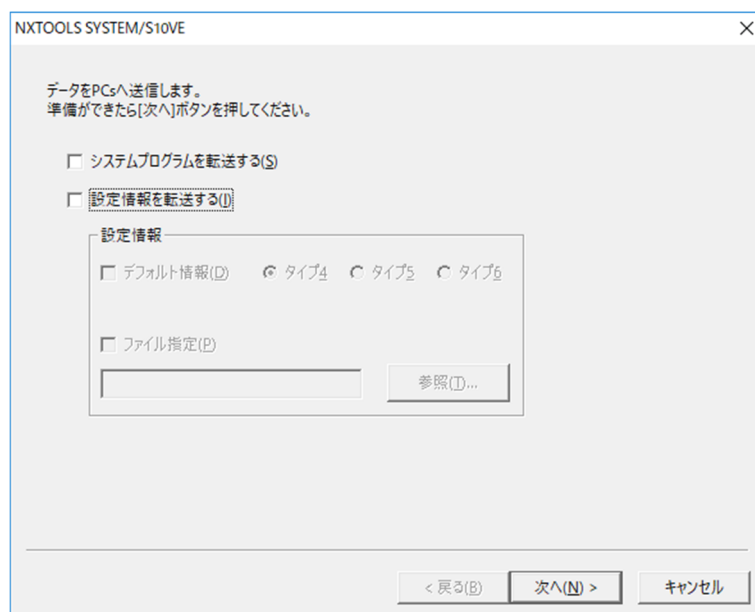 NXTOOLS SYSTEM/S10VE
データをPCsへ送信します。
準備ができたら[次へ]ボタンを押してください。
システムプログラムを転送する(S)
設定情報を転送する(I)
設定情報
デフォルト情報(D) タイプ4 タイプ5 タイプ6
ファイル指定(P)
参照(T)...
< 戻る(B) 次へ(N) > キャンセル